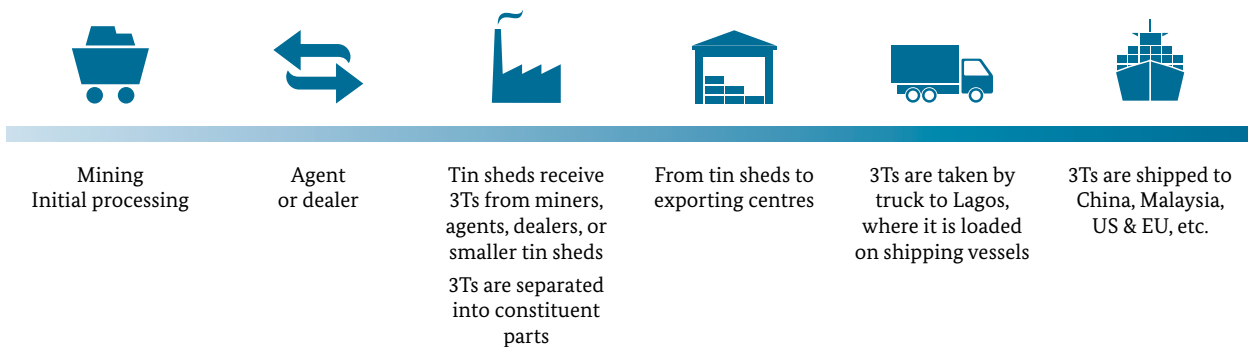 Mining
Initial processing
Agent
or dealer
Tin sheds receive
3Ts from miners,
agents, dealers, or
smaller tin sheds
3Ts are separated
into constituent
parts
From tin sheds to
exporting centres
3Ts are taken by
truck to Lagos,
where it is loaded
on shipping vessels
3Ts are shipped to
China, Malaysia,
US & EU, etc.